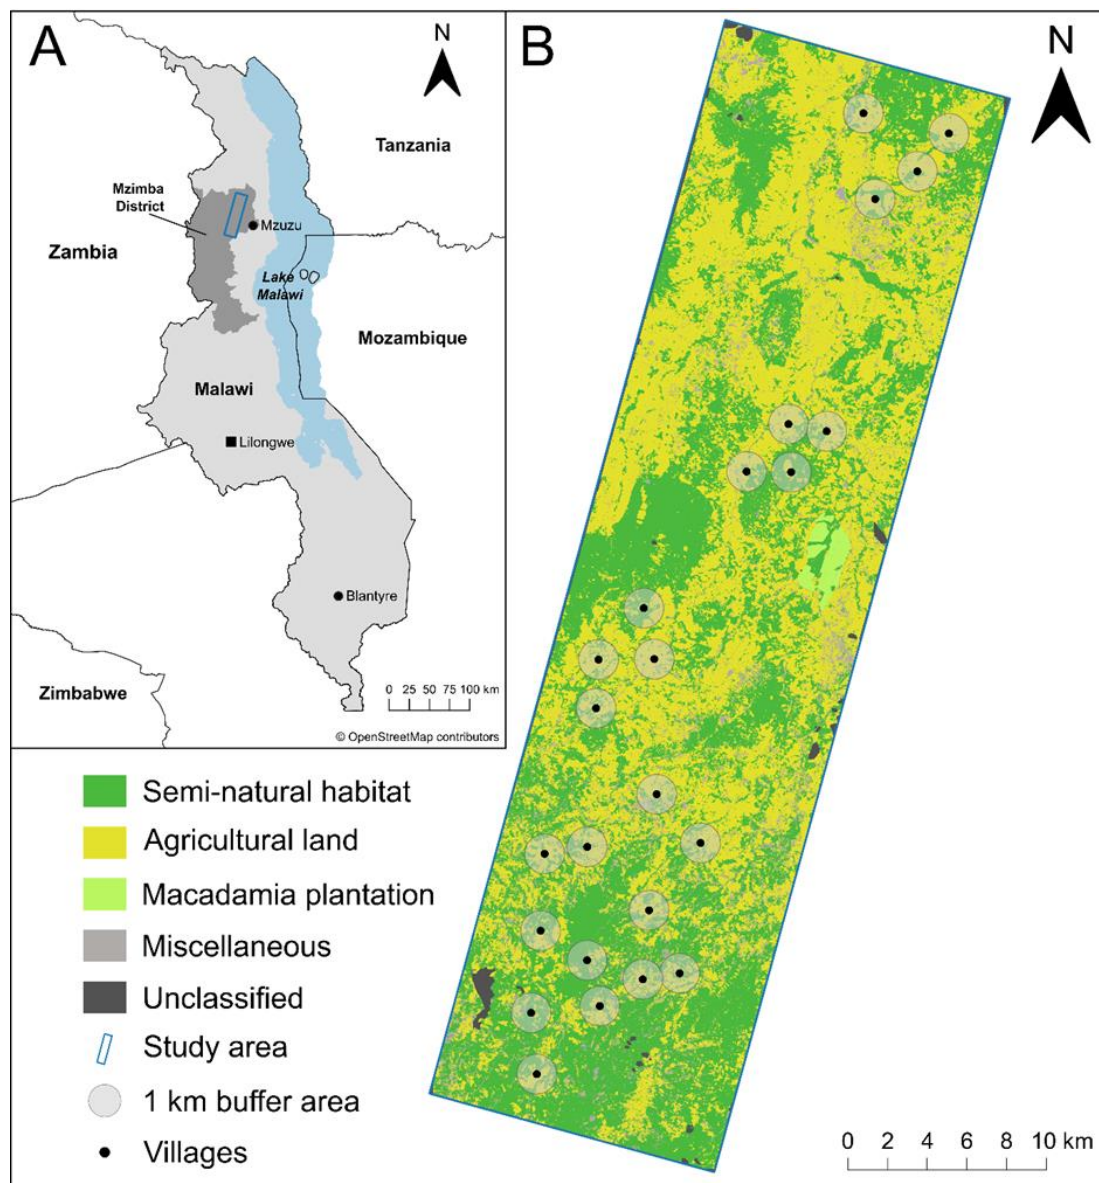 A
N
Tanzania
Mzimba
District
Mzuzu
Zambia
Lake
Malawi
Mozambique
Malawi
Lilongwe
Blantyre
Zimbabwe
0 25 50 75 100 km
© OpenStreetMap contributors
B
N
Semi-natural habitat
Agricultural land
Macadamia plantation
Miscellaneous
Unclassified
Study area
1 km buffer area
Villages
0 2 4 6 8 10 km